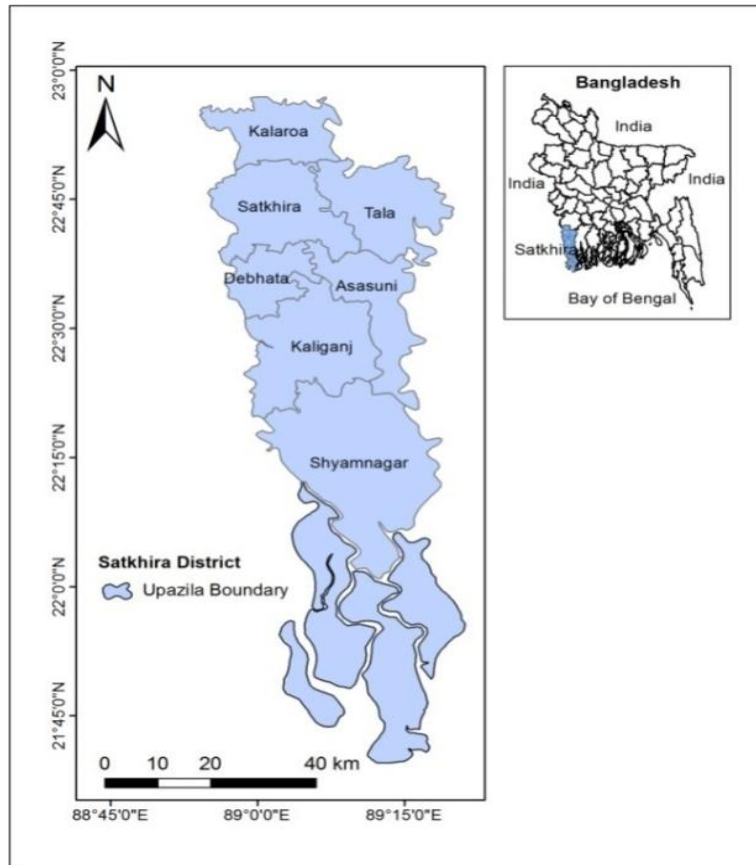 N
Kalaroa
Satkhira
Tala
Debhata
Asasuni
Kaliganj
Shyamnagar
Satkhira District
Upazila Boundary
0 10 20 40 km
23°0'0"N
22°45'0"N
22°30'0"N
22°15'0"N
22°0'0"N
21°45'0"N
88°45'0"E 89°0'0"E 89°15'0"E
Bangladesh
India
India
India
Satkhira
Bay of Bengal